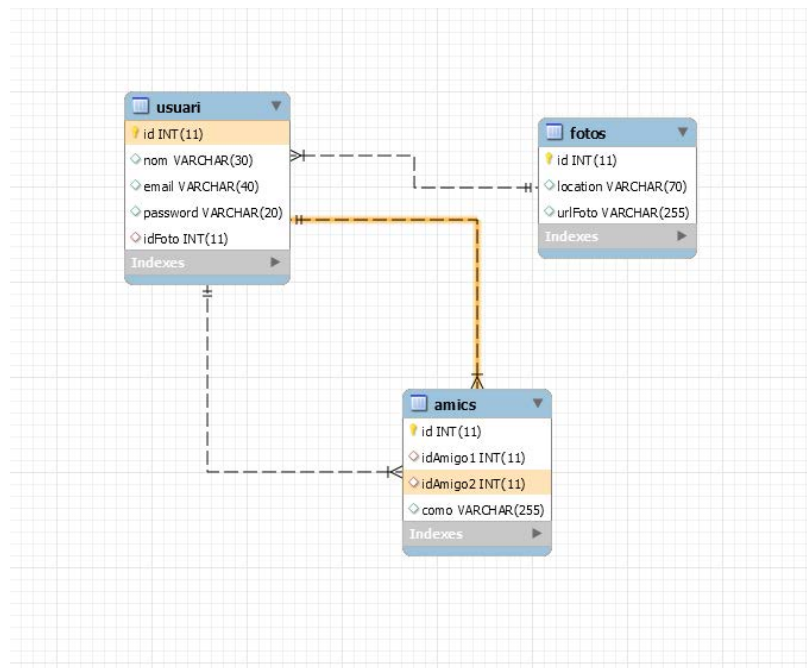 usuari
id INT(11)
nom VARCHAR(30)
email VARCHAR(40)
password VARCHAR(20)
idFoto INT(11)
Indexes
fotos
id INT(11)
location VARCHAR(70)
urlFoto VARCHAR(255)
Indexes
amics
id INT(11)
idAmigo1 INT(11)
idAmigo2 INT(11)
como VARCHAR(255)
Indexes